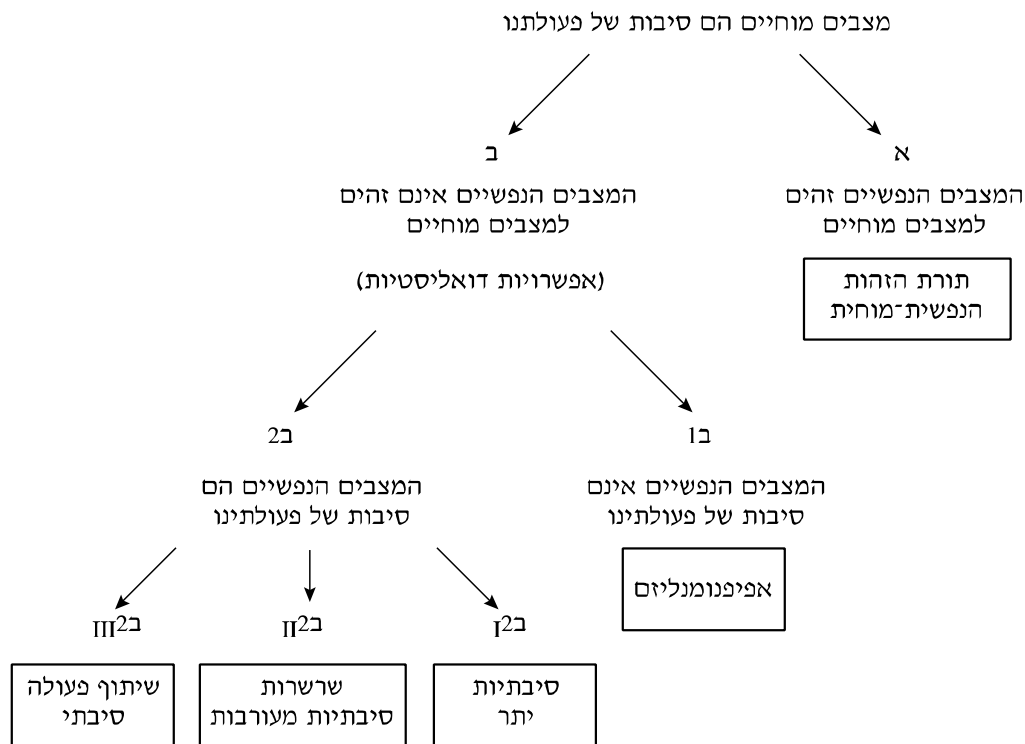 מצבים מוחיים הם סיבות של פעולתנו
א
המצבים הנפשיים זהים
למצבים מוחיים
תורת הזהות
הנפשית־מוחית
ב
המצבים הנפשיים אינם זהים
למצבים מוחיים
(אפשרויות דואליסטיות)
ב1
המצבים הנפשיים אינם
סיבות של פעולתינו
אפיפנומנליזם
ב2
המצבים הנפשיים הם
סיבות של פעולתינו
ב2I
סיבתיות
יתר
ב2II
שרשרות
סיבתיות מעורבות
ב2III
שיתוף פעולה
סיבתי